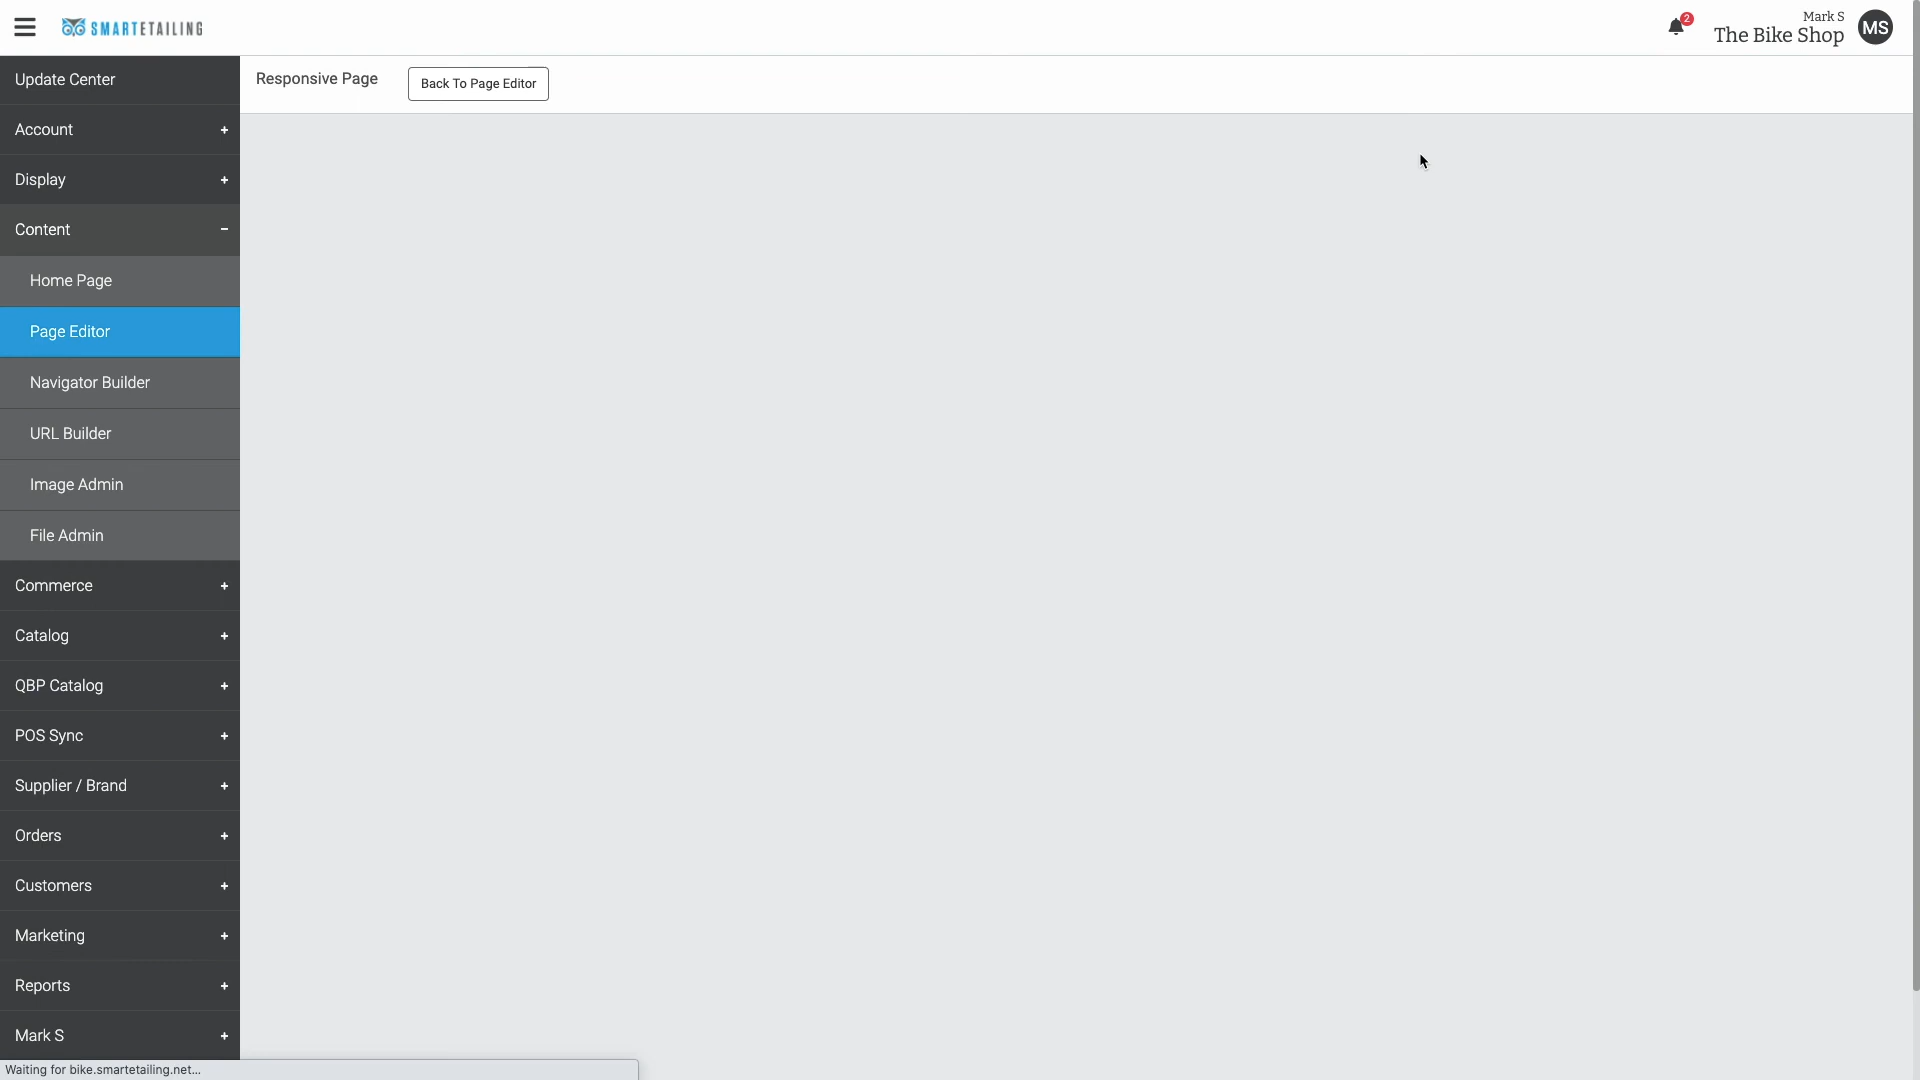 SMARTETAILING
2
Mark S
The Bike Shop
MS
Update Center
Account +
Display +
Content -
Home Page
Page Editor
Navigator Builder
URL Builder
Image Admin
File Admin
Commerce +
Catalog +
QBP Catalog +
POS Sync +
Supplier / Brand +
Orders +
Customers +
Marketing +
Reports +
Mark S +
Responsive Page
Back To Page Editor
Waiting for bike.smartetailing.net...